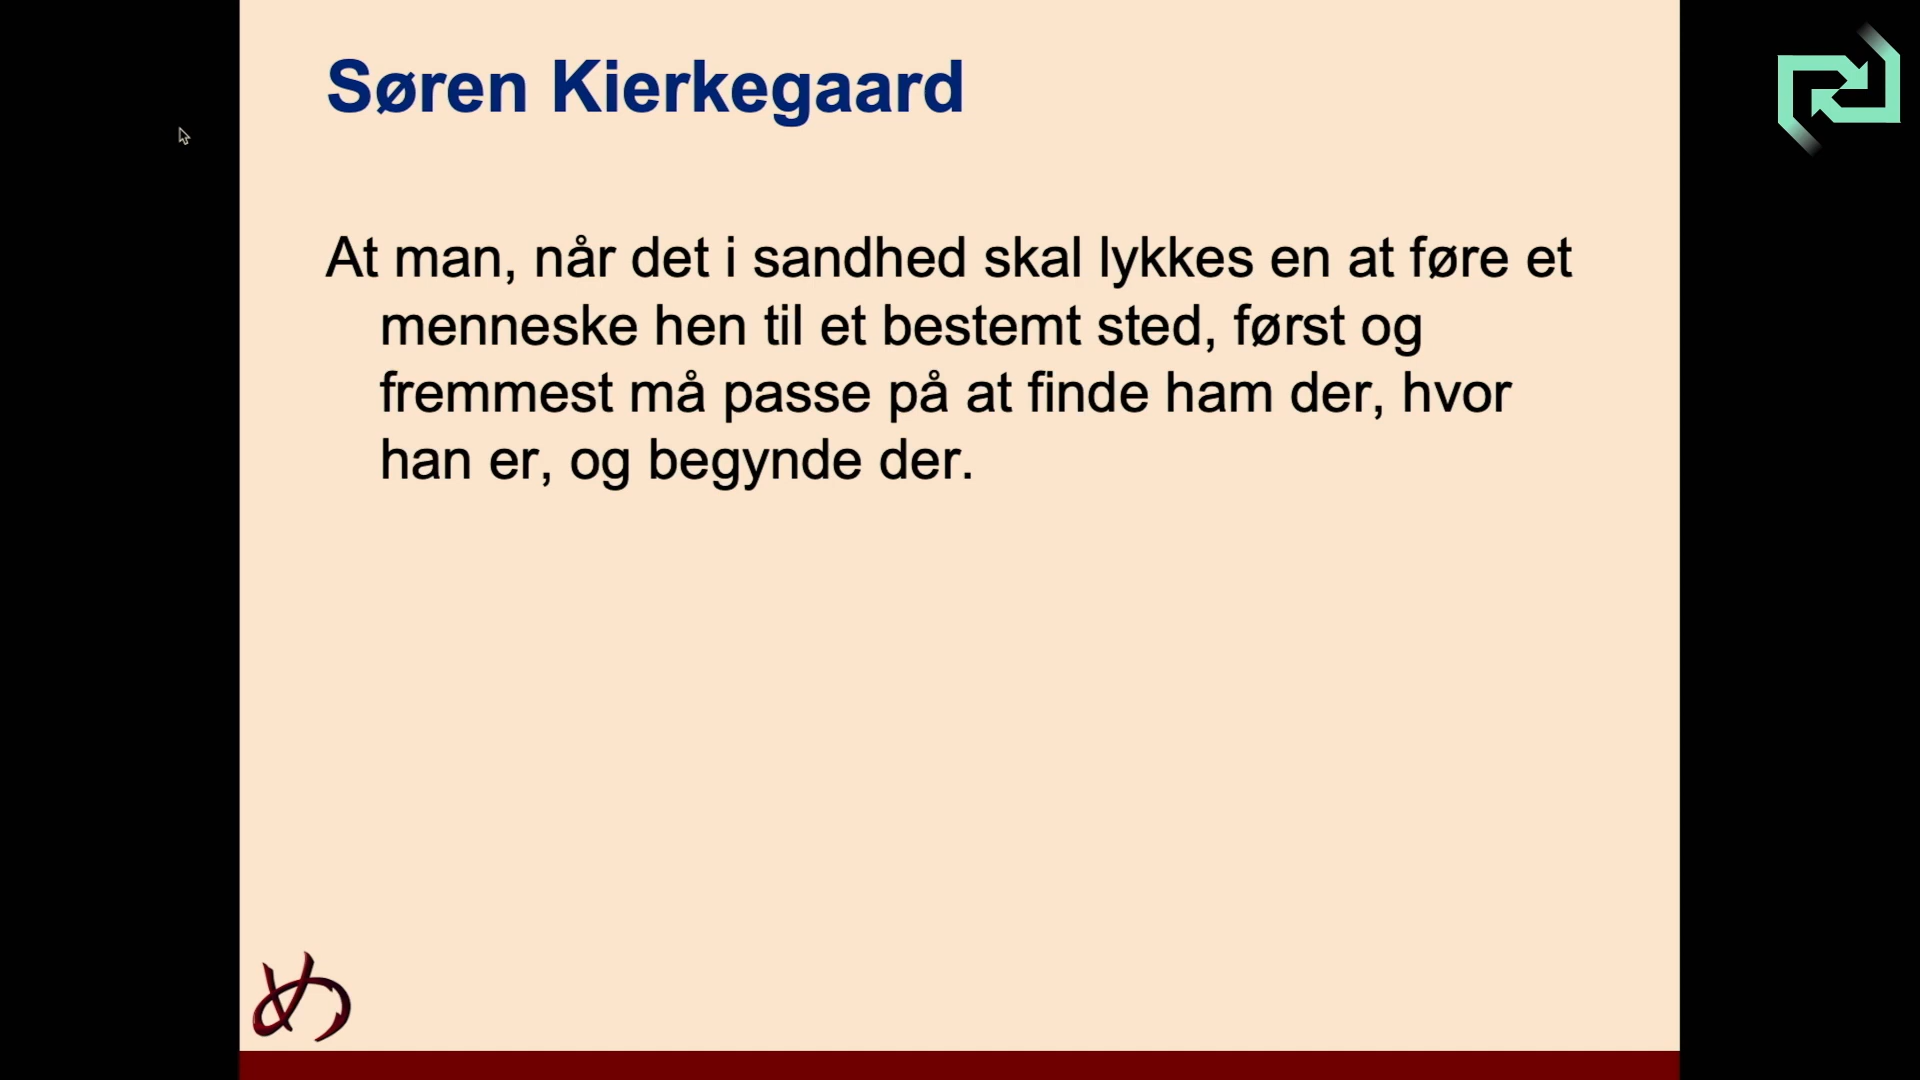 Søren Kierkegaard
At man, når det i sandhed skal lykkes en at føre et
menneske hen til et bestemt sted, først og
fremmest må passe på at finde ham der, hvor
han er, og begynde der.
め